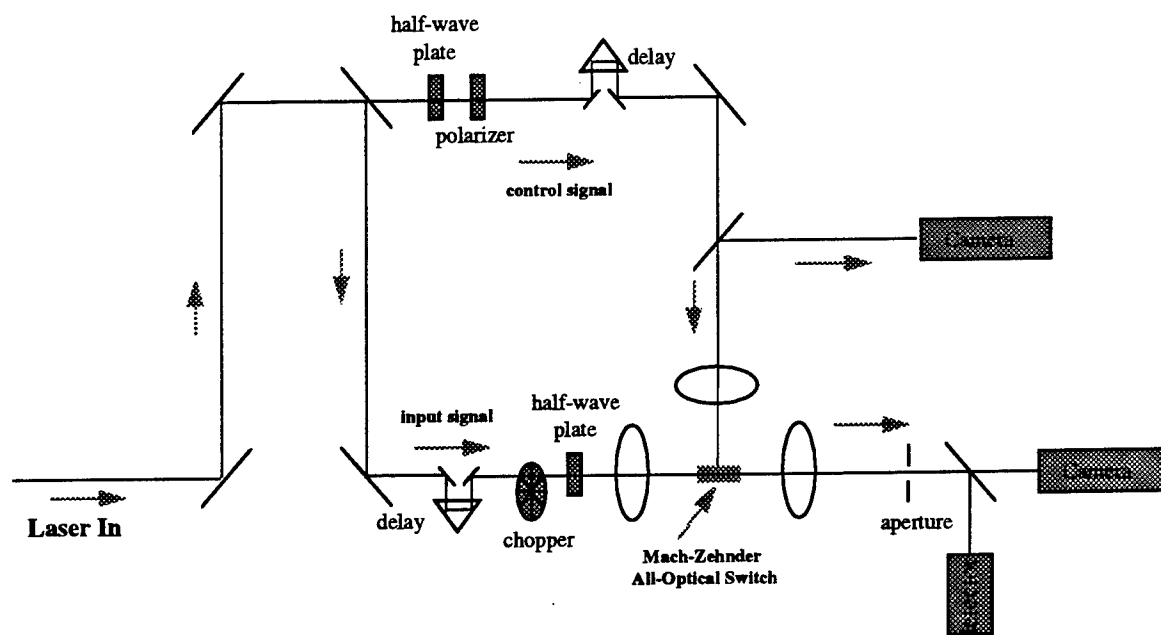 half-wave
plate
delay
polarizer
control signal
Camera
input signal
half-wave
plate
Camera
delay
chopper
aperture
Laser In
Mach-Zehnder
All-Optical Switch